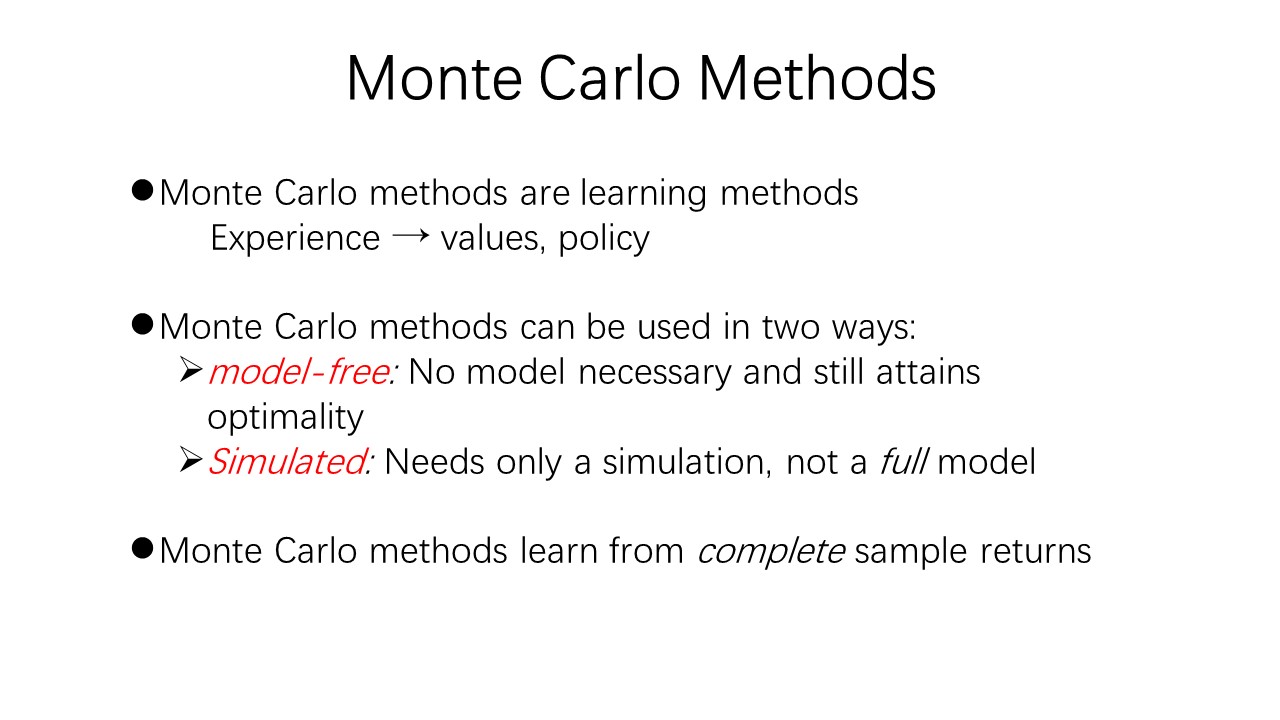 Monte Carlo Methods
●Monte Carlo methods are learning methods
Experience → values, policy
●Monte Carlo methods can be used in two ways:
➢model-free: No model necessary and still attains
optimality
➢Simulated: Needs only a simulation, not a full model
●Monte Carlo methods learn from complete sample returns